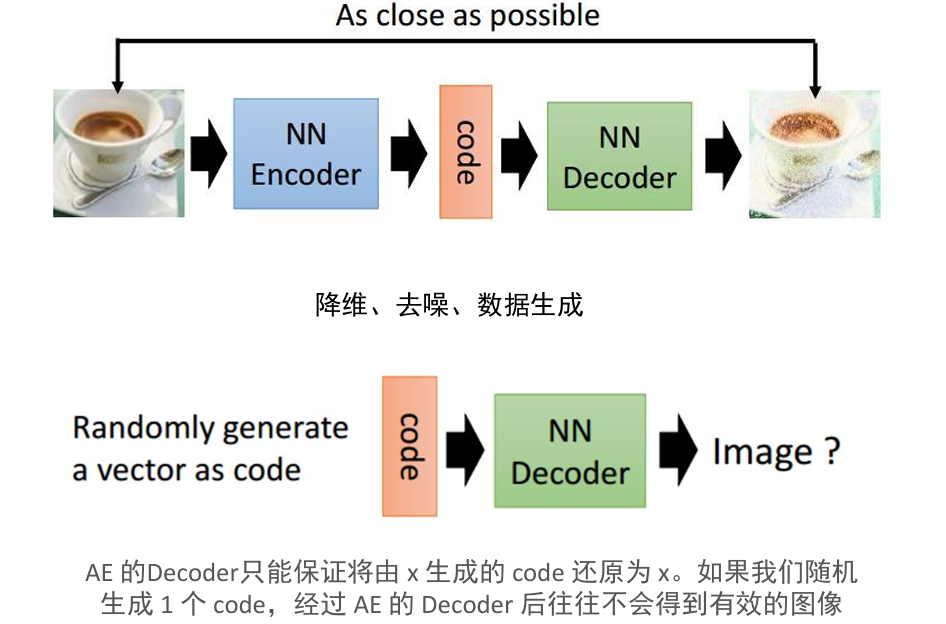 As close as possible
NN
Encoder
code
NN
Decoder
降维、去噪、数据生成
Randomly generate
a vector as code
code
NN
Decoder
Image ?
AE 的Decoder只能保证将由 x 生成的 code 还原为 x。如果我们随机
生成 1 个 code，经过 AE 的 Decoder 后往往不会得到有效的图像